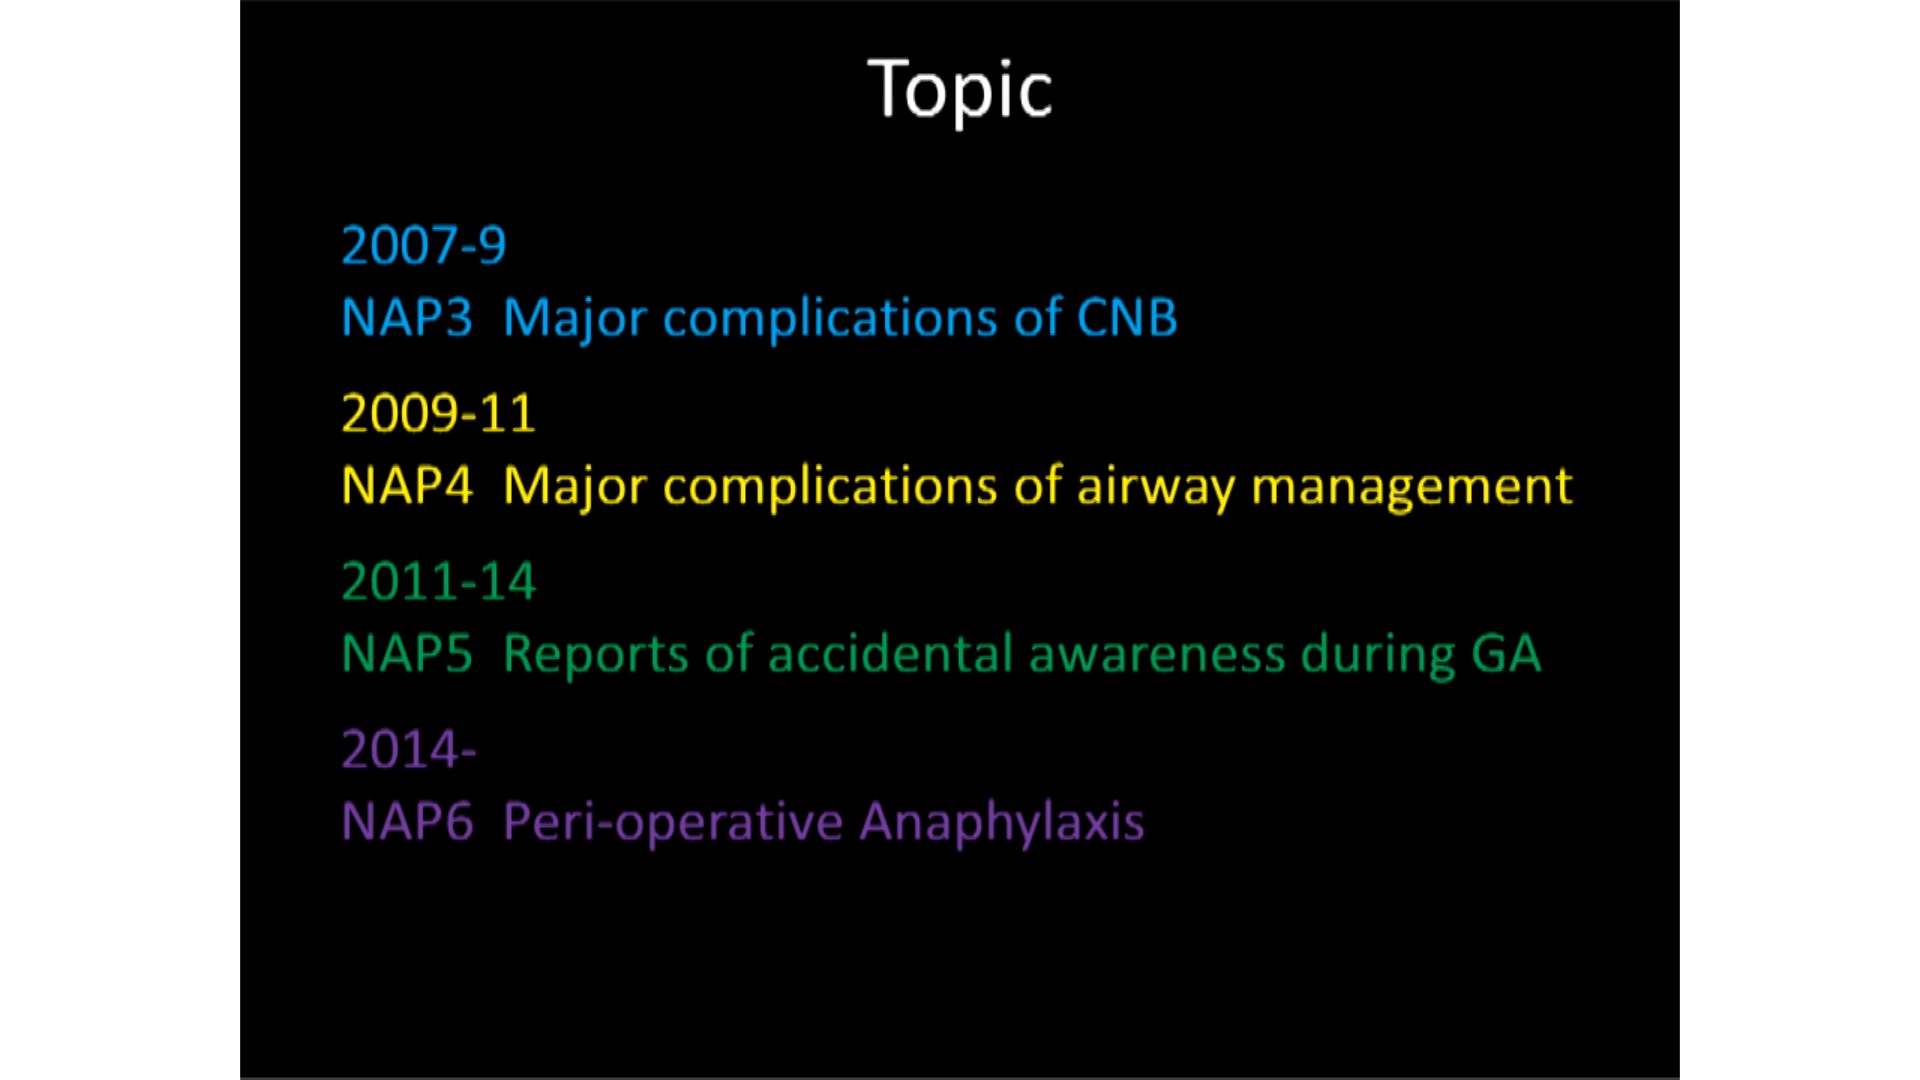 Topic
2007-9
NAP3 Major complications of CNB
2009-11
NAP4 Major complications of airway management
2011-14
NAP5 Reports of accidental awareness during GA
2014-
NAP6 Peri-operative Anaphylaxis